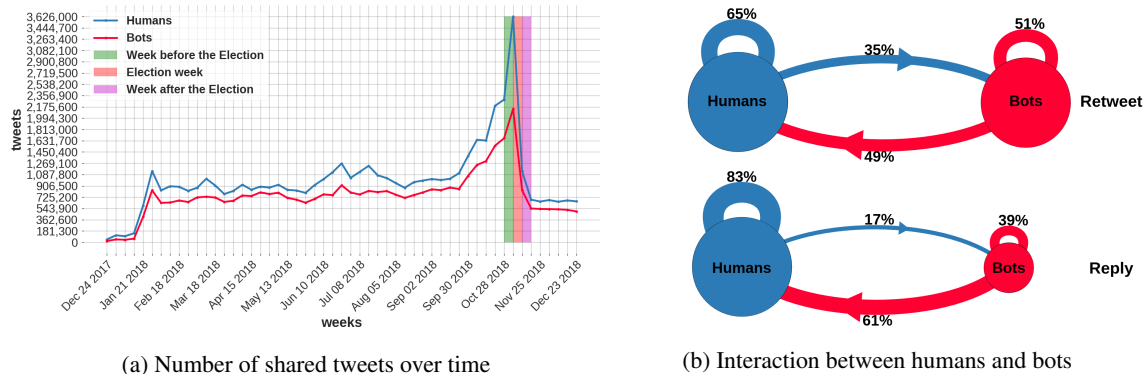 3,626,000
3,444,700
3,263,400
3,082,100
2,900,800
2,719,500
2,538,200
2,356,900
2,175,600
1,994,300
1,813,000
1,631,700
1,450,400
1,269,100
1,087,800
906,500
725,200
543,900
362,600
181,300
0
tweets
Humans
Bots
Week before the Election
Election week
Week after the Election
Dec 24 2017
Jan 21 2018
Feb 18 2018
Mar 18 2018
Apr 15 2018
May 13 2018
Jun 10 2018
Jul 08 2018
Aug 05 2018
Sep 02 2018
Sep 30 2018
Oct 28 2018
Nov 25 2018
Dec 23 2018
weeks
(a) Number of shared tweets over time
65%
51%
35%
Humans
Bots
Retweet
49%
83%
17%
39%
Humans
Bots
Reply
61%
(b) Interaction between humans and bots